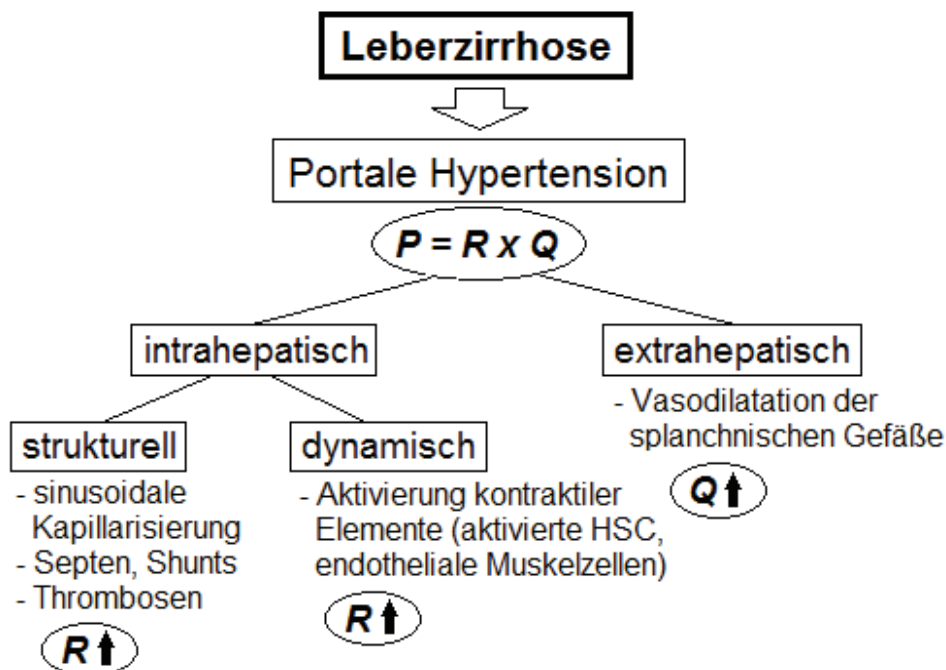 Leberzirrhose
Portale Hypertension
P = R x Q
intrahepatisch
extrahepatisch
- Vasodilatation der
splanchnischen Gefäße
Q
strukturell
- sinusoidale
Kapillarisierung
- Septen, Shunts
- Thrombosen
R
dynamisch
- Aktivierung kontraktiler
Elemente (aktivierte HSC,
endotheliale Muskelzellen)
R